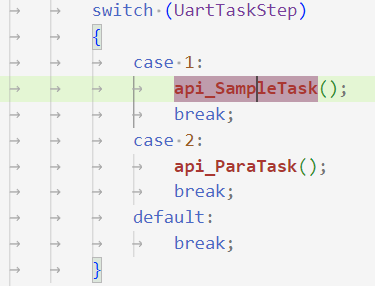 switch (UartTaskStep)
{
case 1:
api_SampleTask();
break;
case 2:
api_ParaTask();
break;
default:
break;
}